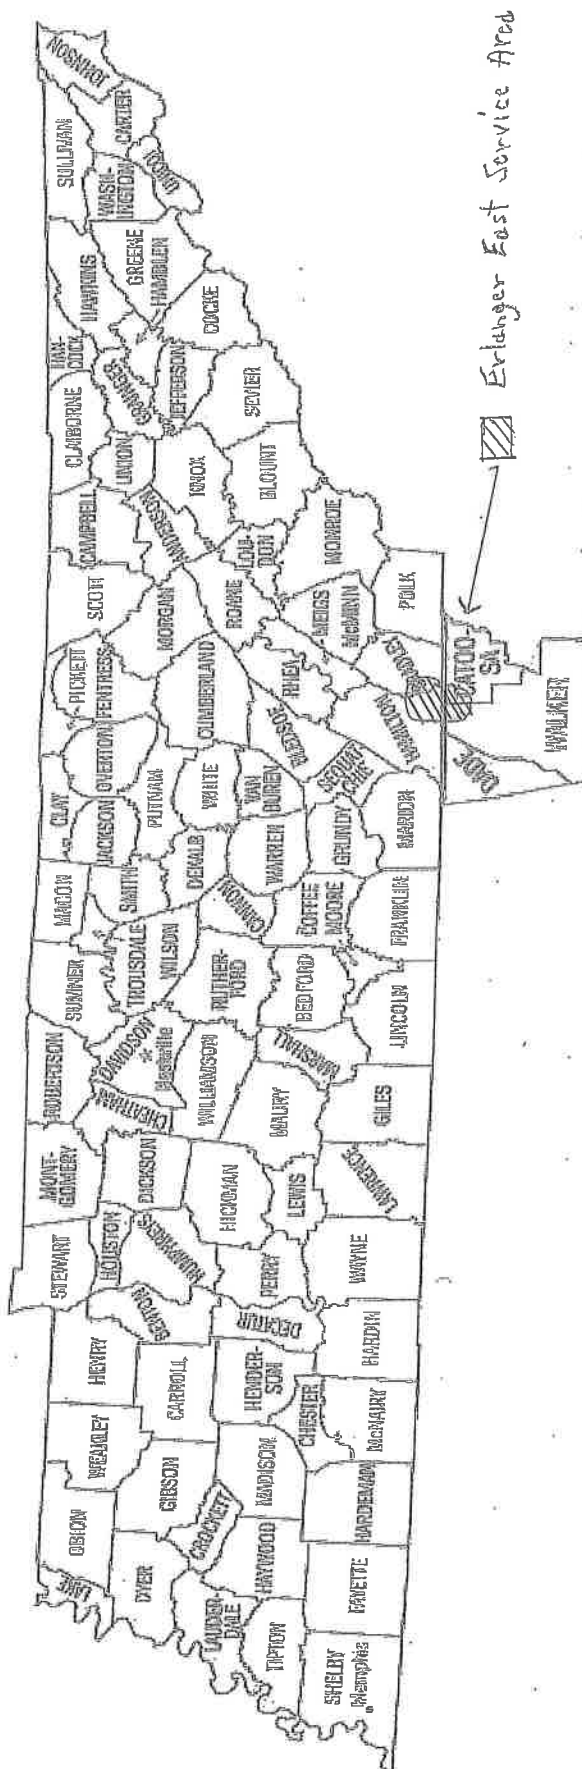 JOHNSON
SULLIVAN
CARTER
UNICOI
WASH-
INGTON
GREENE
HAWKINS
HAMBLEN
HAN-
COCK
COCKE
GRAINGER
JEFFERSON
CLAIBORNE
SEVIER
UNION
KNOX
BLOUNT
CAMPBELL
ANDERSON
LOU-
DON
MONROE
SCOTT
MORGAN
ROANE
MEIGS
McMINN
POLK
PICKETT
FENTRESS
CUMBERLAND
RHEA
BRADLEY
OVERTON
BLEDSOE
HAMILTON
CLAY
JACKSON
PUTNAM
WHITE
VAN
BUREN
SEQUAT-
CHIE
MACON
SMITH
DEKALB
WARREN
GRUNDY
MARION
TROUSDALE
CANNON
COFFEE
MOORE
FRANKLIN
SUMNER
WILSON
RUTHER-
FORD
BEDFORD
LINCOLN
ROBERTSON
DAVIDSON
* Nashville
CHEATHAM
WILLIAMSON
MARSHALL
MAURY
GILES
MONT-
GOMERY
DICKSON
HICKMAN
LEWIS
LAWRENCE
STEWART
HOUSTON
HUMPHREYS
PERRY
WAYNE
HENRY
BENTON
DECATUR
HARDIN
CARROLL
HENDER-
SON
CHESTER
McNAIRY
WEAKLEY
GIBSON
MADISON
HARDEMAN
OBION
CROCKETT
HAYWOOD
FAYETTE
LAKE
DYER
LAUDER-
DALE
TIPTON
SHELBY
Memphis
CATOO-
SA
DADE
WALKER
Erlanger East Service Area